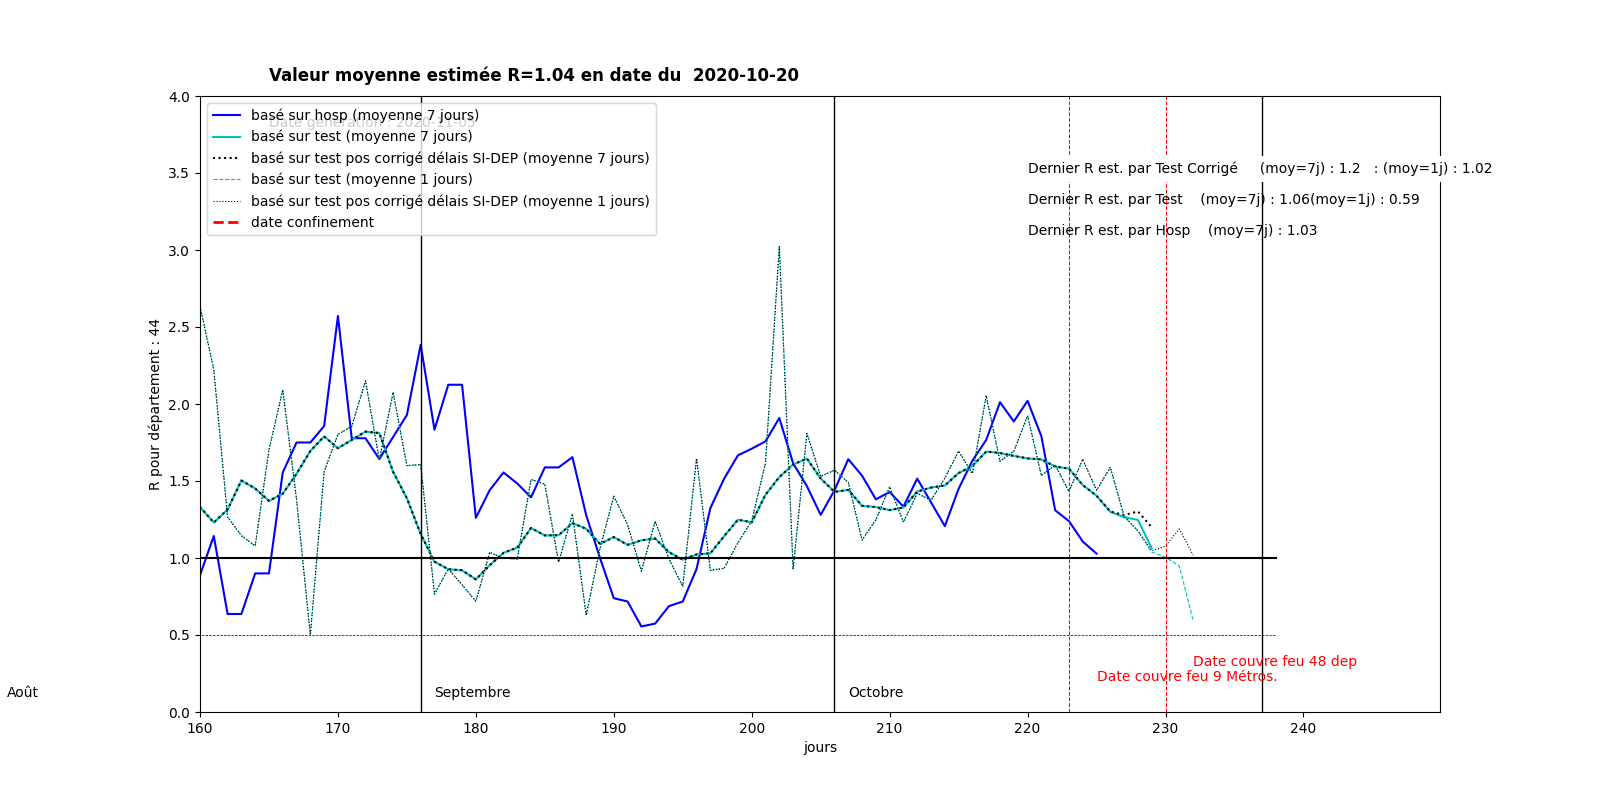 Valeur moyenne estimée R=1.04 en date du  2020-10-20
4.0
3.5
3.0
2.5
2.0
1.5
1.0
0.5
0.0
R pour département : 44
basé sur hosp (moyenne 7 jours)
Date génération : 2020-11-05
basé sur test (moyenne 7 jours)
basé sur test pos corrigé délais SI-DEP (moyenne 7 jours)
basé sur test (moyenne 1 jours)
basé sur test pos corrigé délais SI-DEP (moyenne 1 jours)
date confinement
Dernier R est. par Test Corrigé     (moy=7j) : 1.2   : (moy=1j) : 1.02
Dernier R est. par Test    (moy=7j) : 1.06(moy=1j) : 0.59
Dernier R est. par Hosp    (moy=7j) : 1.03
Date couvre feu 48 dep
Date couvre feu 9 Métros.
Août
Septembre
Octobre
160 170 180 190 200 210 220 230 240
jours